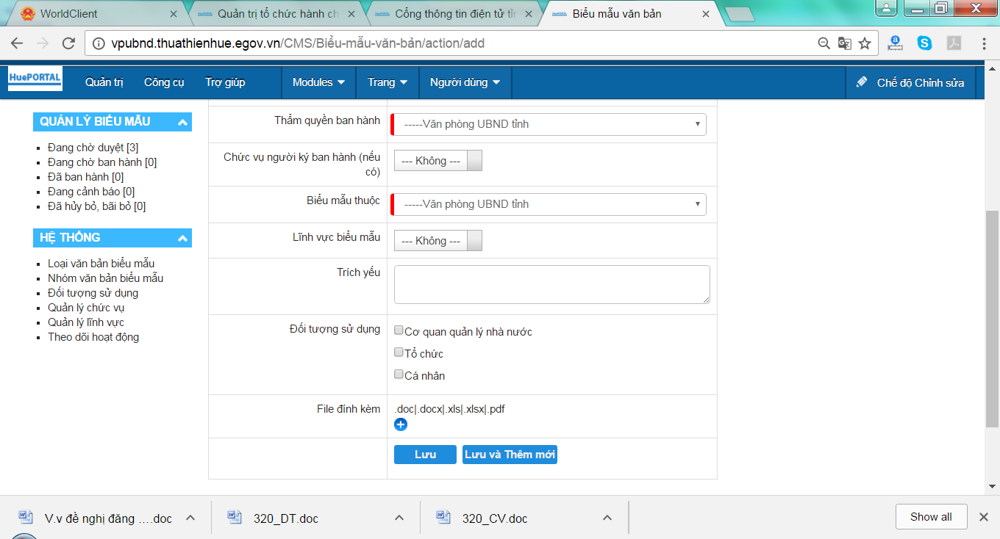 WorldClient
Quản trị tổ chức hành ch
Cổng thông tin điện tử tỉn
Biểu mẫu văn bản
vpubnd.thuathienhue.egov.vn/CMS/Biểu-mẫu-văn-bản/action/add
HuePORTAL
Quản trị
Công cụ
Trợ giúp
Modules
Trang
Người dùng
Chế độ Chỉnh sửa
QUẢN LÝ BIỂU MẪU
Đang chờ duyệt [3]
Đang chờ ban hành [0]
Đã ban hành [0]
Đang cảnh báo [0]
Đã hủy bỏ, bãi bỏ [0]
HỆ THỐNG
Loại văn bản biểu mẫu
Nhóm văn bản biểu mẫu
Đối tượng sử dụng
Quản lý chức vụ
Quản lý lĩnh vực
Theo dõi hoạt động
Thẩm quyền ban hành
-----Văn phòng UBND tỉnh
Chức vụ người ký ban hành (nếu
có)
--- Không ---
Biểu mẫu thuộc
-----Văn phòng UBND tỉnh
Lĩnh vực biểu mẫu
--- Không ---
Trích yếu
Đối tượng sử dụng
Cơ quan quản lý nhà nước
Tổ chức
Cá nhân
File đính kèm
.doc|.docx|.xls|.xlsx|.pdf
Lưu
Lưu và Thêm mới
V.v đề nghị đăng ….doc
320_DT.doc
320_CV.doc
Show all